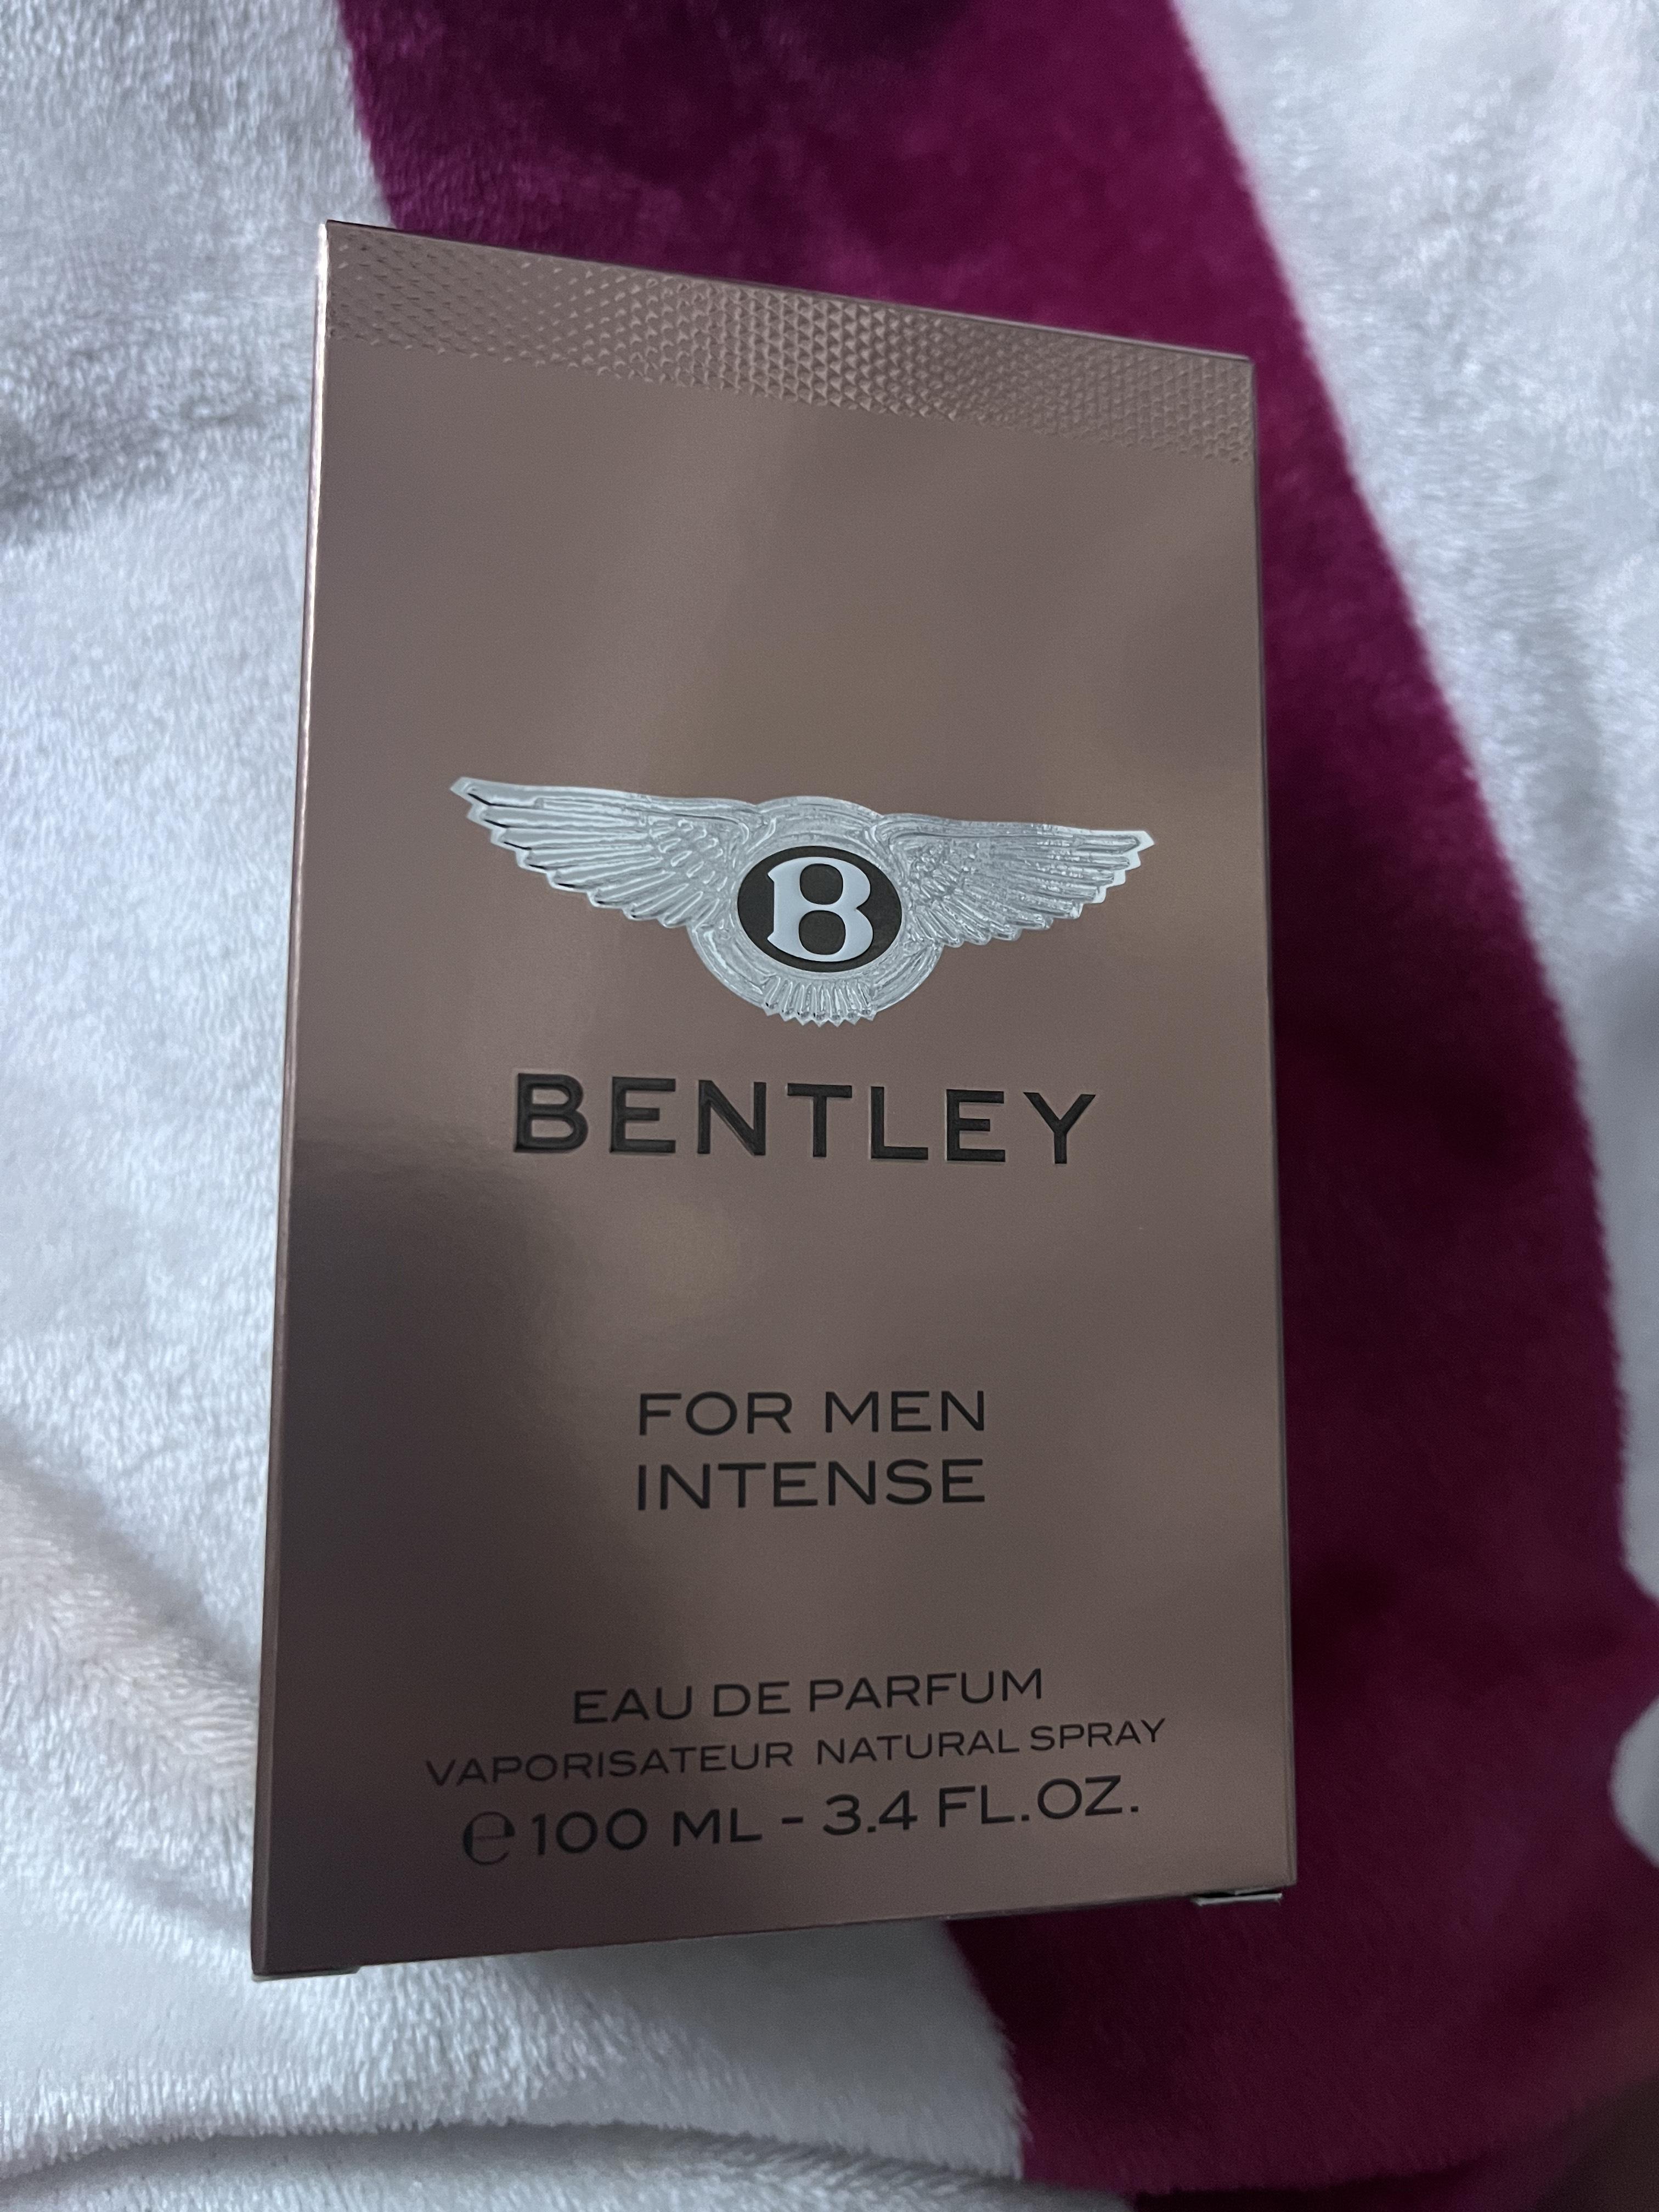 B
BENTLEY
FOR MEN
INTENSE
EAU DE PARFUM
VAPORISATEUR NATURAL SPRAY
℮100 ML - 3.4 FL.OZ.